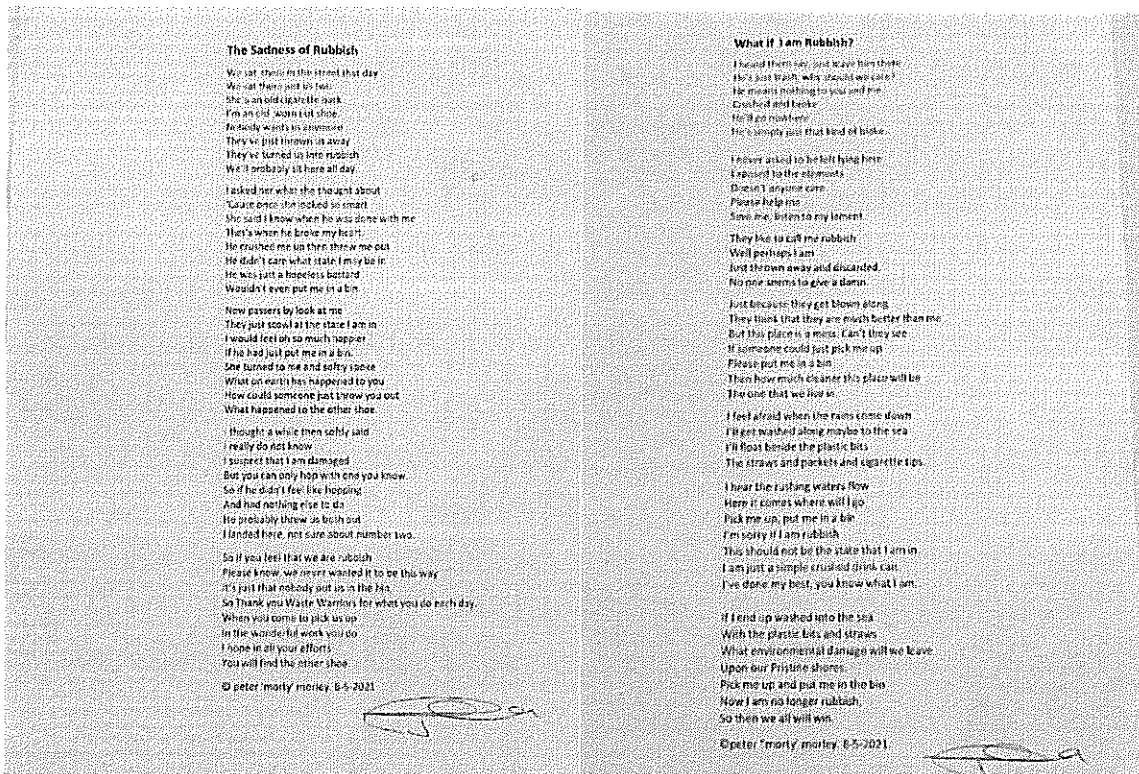 The Sadness of Rubbish
We sat there in the street that day
We sat there just us two
She's an old cigarette pack
I'm an old worn out shoe.
Nobody wants us anymore
They've just thrown us away
They've turned us into rubbish
We'll probably sit here all day.
I asked her what she thought about
'Cause once she looked so smart
She said I know when he was done with me
That's when he broke my heart.
He crushed me up then threw me out
He didn't care what state I may be in
He was just a hopeless bastard
Wouldn't even put me in a bin.
Now passers by look at me
They just scowl at the state I am in
I would feel oh so much happier
If he had just put me in a bin.
She turned to me and softly spoke
What on earth has happened to you
How could someone just throw you out
What happened to the other shoe.
I thought a while then softly said
I really do not know
I suspect that I am damaged
But you can only hop with one you know.
So if he didn't feel like hopping
And had nothing else to do
He probably threw us both out
I landed here, not sure about number two.
So if you feel that we are rubbish
Please know, we never wanted it to be this way
It's just that nobody put us in the bin.
So Thank you Waste Warriors for what you do each day.
When you come to pick us up
In the wonderful work you do
I hope in all your efforts
You will find the other shoe.
© peter 'morty' morley. 8-5-2021
What if I am Rubbish?
I heard them say, just leave him there
He's just trash, why should we care?
He means nothing to you and me
Crushed and broke
He'll go nowhere
He's simply just that kind of bloke.
I never asked to be left lying here
Exposed to the elements
Doesn't anyone care
Please help me
Save me, listen to my lament.
They like to call me rubbish
Well perhaps I am
Just thrown away and discarded.
No one seems to give a damn.
Just because they get blown along
They think that they are much better than me
But this place is a mess. Can't they see
If someone could just pick me up
Please put me in a bin
Then how much cleaner this place will be
The one that we live in.
I feel afraid when the rains come down
I'll get washed along maybe to the sea
I'll float beside the plastic bits
The straws and packets and cigarette tips.
I hear the rushing waters flow
Here it comes where will I go
Pick me up, put me in a bin
I'm sorry if I am rubbish
This should not be the state that I am in.
I am just a simple crushed drink can
I've done my best, you know what I am.
If I end up washed into the sea
With the plastic bits and straws
What environmental damage will we leave
Upon our Pristine shores.
Pick me up and put me in the bin
Now I am no longer rubbish,
So then we all will win.
©peter "morty' morley. 8-5-2021